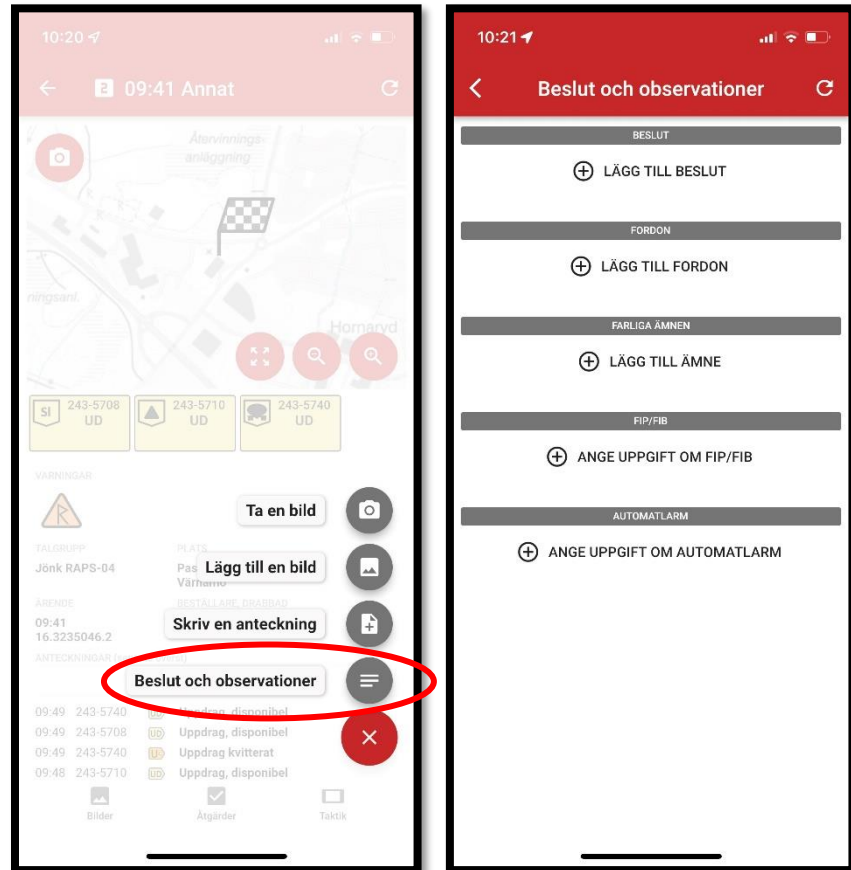 10:20
2 09:41 Annat
Återvinnings-
anläggning
ningsanl.
Hornaryd
SI 243-5708 UD
243-5710 UD
243-5740 UD
VARNINGAR
R
Ta en bild
TALGRUPP
PLATS
Jönk RAPS-04
Lägg till en bild
Värnamo
ÄRENDE
BESTÄLLARE, DRABBAD
09:41
16.3235046.2
Skriv en anteckning
ANTECKNINGAR
Beslut och observationer
09:49 243-5740 UD Uppdrag, disponibel
09:49 243-5708 UD Uppdrag, disponibel
09:49 243-5740 U Uppdrag kvitterat
09:48 243-5710 UD Uppdrag, disponibel
Bilder Åtgärder Taktik
10:21
Beslut och observationer
BESLUT
LÄGG TILL BESLUT
FORDON
LÄGG TILL FORDON
FARLIGA ÄMNEN
LÄGG TILL ÄMNE
FIP/FIB
ANGE UPPGIFT OM FIP/FIB
AUTOMATLARM
ANGE UPPGIFT OM AUTOMATLARM